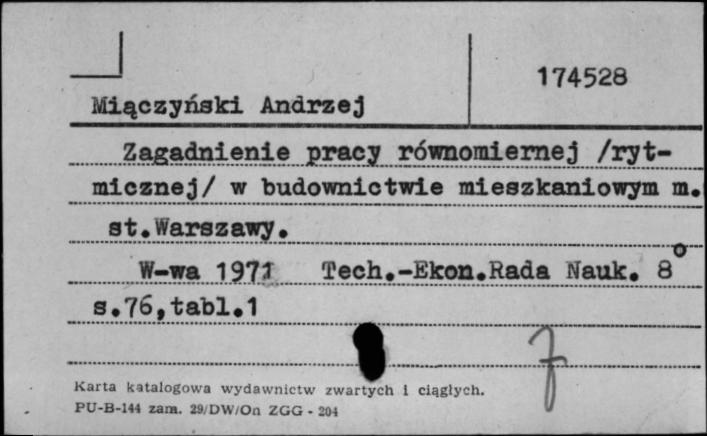 174528
Miączyński Andrzej
Zagadnienie pracy równomiernej /ryt-
micznej/ w budownictwie mieszkaniowym m.
st.Warszawy.
W-wa 1971 Tech.-Ekon.Rada Nauk. 8°
s.76,tabl.1
Karta katalogowa wydawnictw zwartych i ciągłych.
PU-B-144 zam. 29/DW/On ZGG - 204